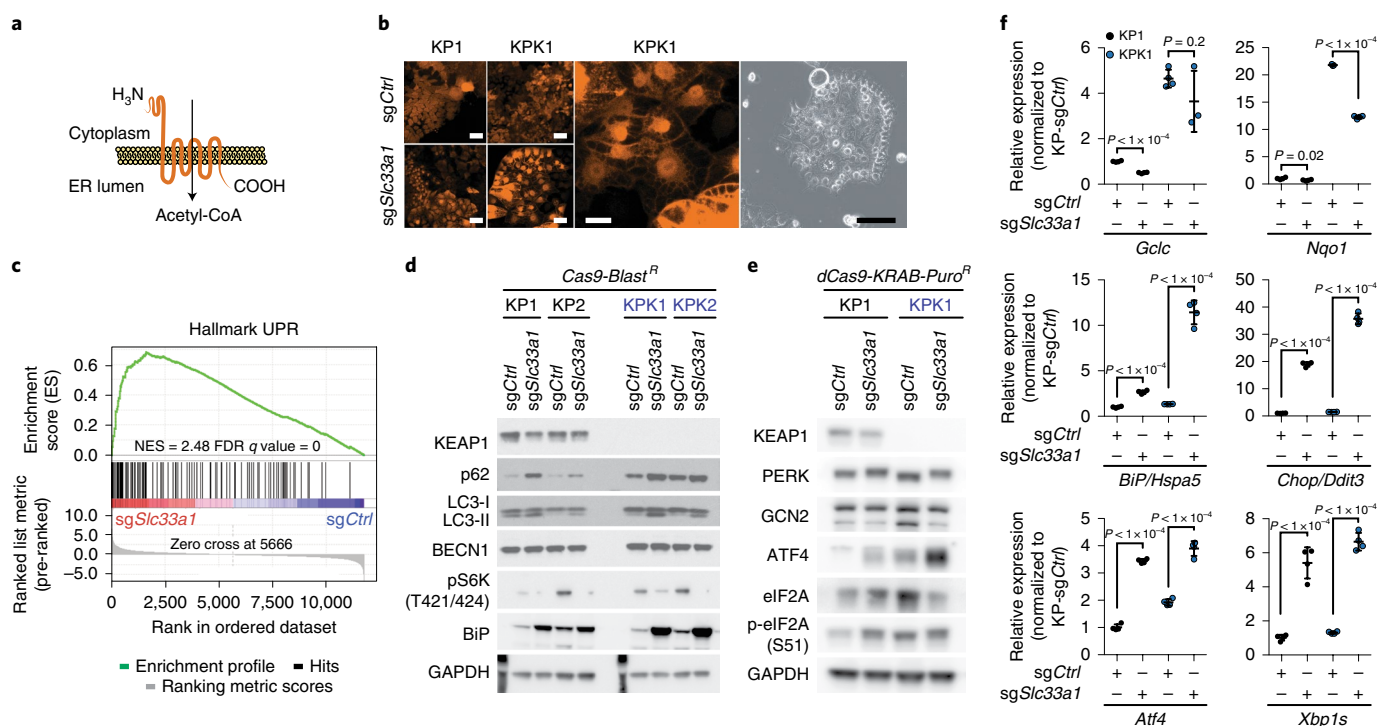 a
H3N
Cytoplasm
ER lumen
COOH
Acetyl-CoA
b
KP1 KPK1 KPK1
sgCtrl
sgSlc33a1
c
Hallmark UPR
Enrichment score (ES)
0.6
0.4
0.2
0.0
NES = 2.48 FDR q value = 0
sgSlc33a1 sgCtrl
Ranked list metric (pre-ranked)
10.0
5.0
0.0
−5.0
Zero cross at 5666
0 2,500 5,000 7,500 10,000
Rank in ordered dataset
Enrichment profile Hits
Ranking metric scores
d
Cas9-Blast R
KP1 KP2 KPK1 KPK2
sgCtrl sgSlc33a1 sgCtrl sgSlc33a1 sgCtrl sgSlc33a1 sgCtrl sgSlc33a1
KEAP1
p62
LC3-I
LC3-II
BECN1
pS6K
(T421/424)
BiP
GAPDH
e
dCas9-KRAB-Puro R
KP1 KPK1
sgCtrl sgSlc33a1 sgCtrl sgSlc33a1
KEAP1
PERK
GCN2
ATF4
eIF2A
p-eIF2A
(S51)
GAPDH
f
KP1
KPK1
Relative expression
(normalized to
KP-sgCtrl)
6
4
2
0
P < 1 × 10−4
P = 0.2
sgCtrl + − + −
sgSlc33a1 − + − +
Gclc
25
20
15
10
5
0
P = 0.02
P < 1 × 10−4
+ − + −
− + − +
Nqo1
Relative expression
(normalized to
KP-sgCtrl)
15
10
5
0
P < 1 × 10−4
P < 1 × 10−4
sgCtrl + − + −
sgSlc33a1 − + − +
BiP/Hspa5
50
40
30
20
10
0
P < 1 × 10−4
P < 1 × 10−4
+ − + −
− + − +
Chop/Ddit3
Relative expression
(normalized to
KP-sgCtrl)
5
4
3
2
1
0
P < 1 × 10−4
P < 1 × 10−4
sgCtrl + − + −
sgSlc33a1 − + − +
Atf4
8
6
4
2
0
P < 1 × 10−4
P < 1 × 10−4
+ − + −
− + − +
Xbp1s